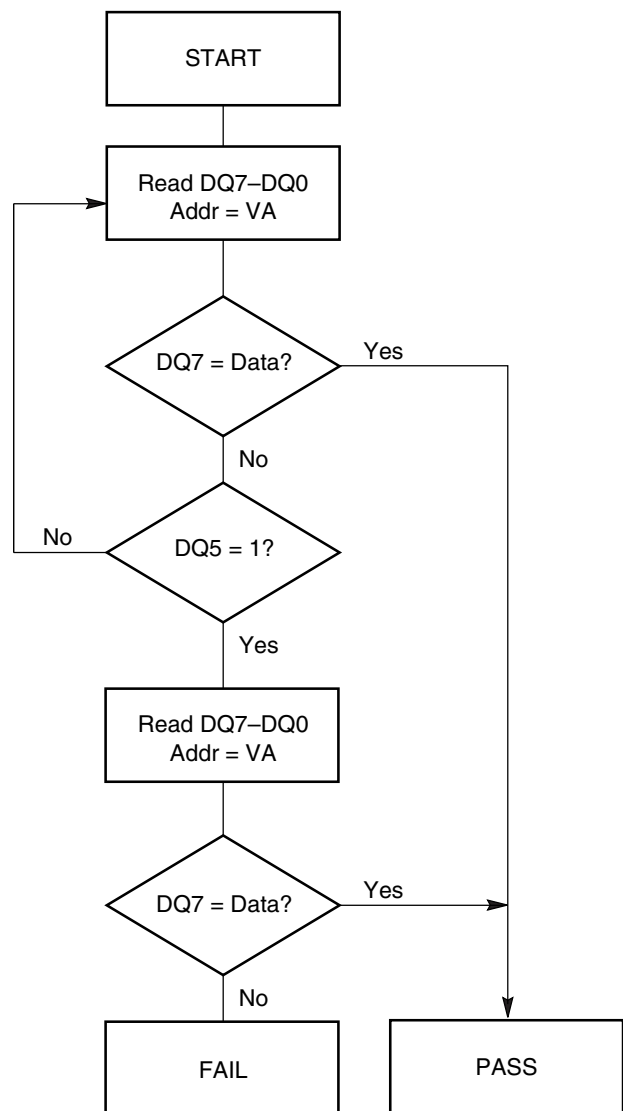 START
Read DQ7–DQ0
Addr = VA
DQ7 = Data?
Yes
No
No
DQ5 = 1?
Yes
Read DQ7–DQ0
Addr = VA
DQ7 = Data?
Yes
No
FAIL
PASS